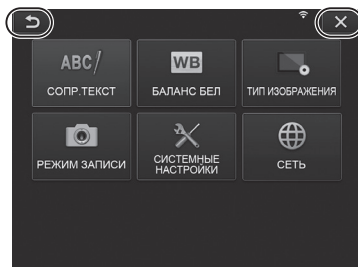 ABC/
WB
СОПР.ТЕКСТ
БАЛАНС БЕЛ
ТИП ИЗОБРАЖЕНИЯ
РЕЖИМ ЗАПИСИ
СИСТЕМНЫЕ
НАСТРОЙКИ
СЕТЬ